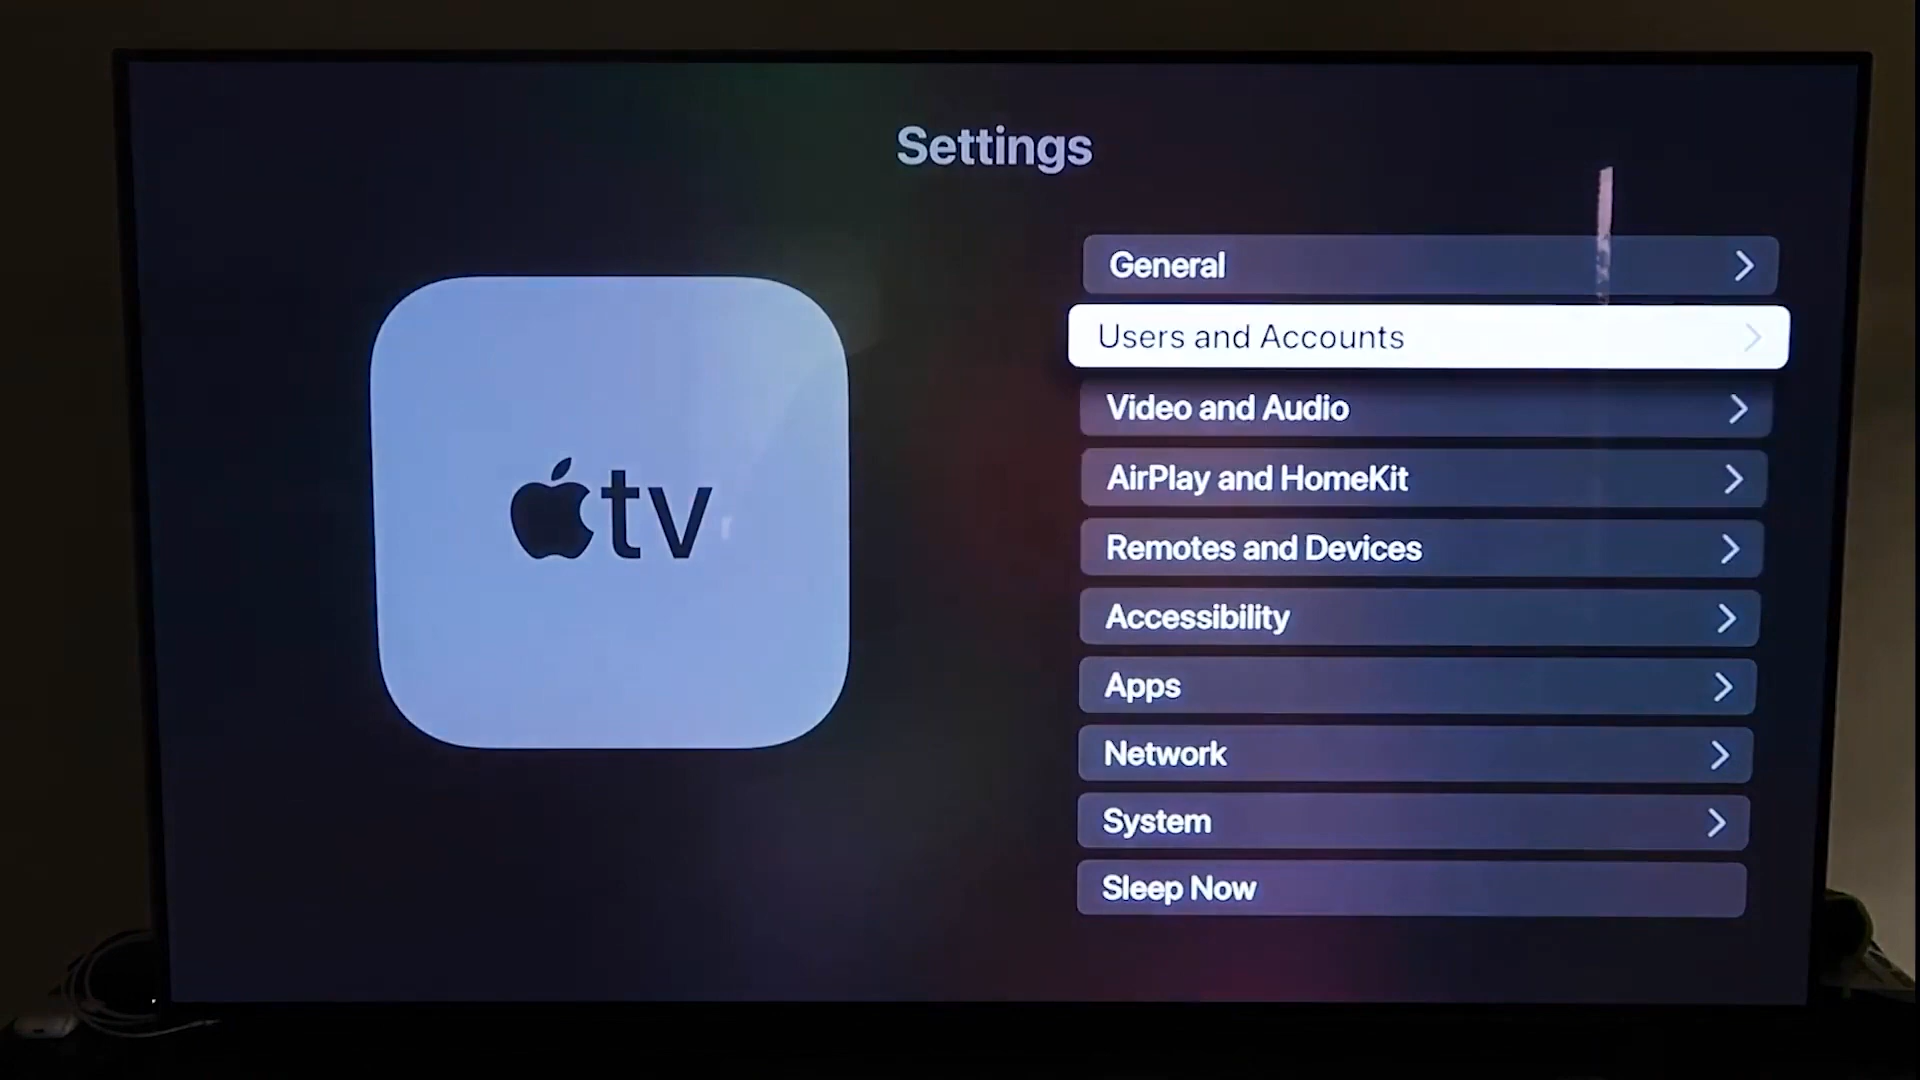 Settings
tv
General
Users and Accounts
Video and Audio
AirPlay and HomeKit
Remotes and Devices
Accessibility
Apps
Network
System
Sleep Now